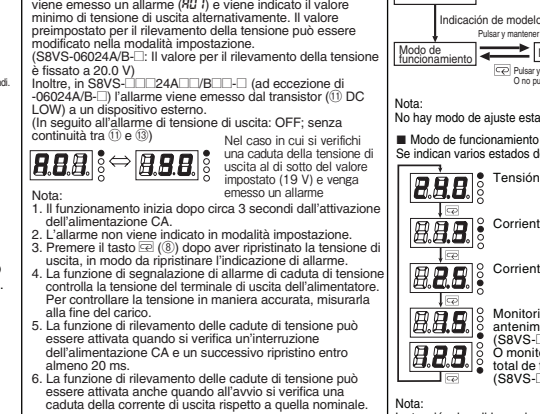 viene emesso un allarme (A01) e viene indicato il valore
minimo di tensione di uscita alternativamente. Il valore
preimpostato per il rilevamento della tensione può essere
modificato nella modalità impostazione.
(S8VS-06024A/B-□: Il valore per il rilevamento della tensione
è fissato a 20.0 V)
Inoltre, in S8VS-□□□24A□□/B□□-□ (ad eccezione di
-06024A/B-□) l'allarme viene emesso dal transistor (⑪ DC
LOW) a un dispositivo esterno.
(In seguito all'allarme di tensione di uscita: OFF; senza
continuità tra ⑪ e ⑬)
Nel caso in cui si verifichi
una caduta della tensione di
uscita al di sotto del valore
impostato (19 V) e venga
emesso un allarme
Nota:
1. Il funzionamento inizia dopo circa 3 secondi dall'attivazione
dell'alimentazione CA.
2. L'allarme non viene indicato in modalità impostazione.
3. Premere il tasto (⑧) dopo aver ripristinato la tensione di
uscita, in modo da ripristinare l'indicazione di allarme.
4. La funzione di segnalazione di allarme di caduta di tensione
controlla la tensione del terminale di uscita dell'alimentatore.
Per controllare la tensione in maniera accurata, misurarla
alla fine del carico.
5. La funzione di rilevamento delle cadute di tensione può
essere attivata quando si verifica un'interruzione
dell'alimentazione CA e un successivo ripristino entro
almeno 20 ms.
6. La funzione di rilevamento delle cadute di tensione può
essere attivata anche quando all'avvio si verifica una
caduta della corrente di uscita rispetto a quella nominale.
Indicación de modelo
Pulsar y mantener
Modo de
funcionamiento
Pulsar y
O no pu
Nota:
No hay modo de ajuste esta
■ Modo de funcionamiento
Se indican varios estados d
24.0 Tensión
1.3 Corrient
2.5 Corrient
Monitori
antenim
(S8VS-
O monito
total de
(S8VS-
12.3
Nota: